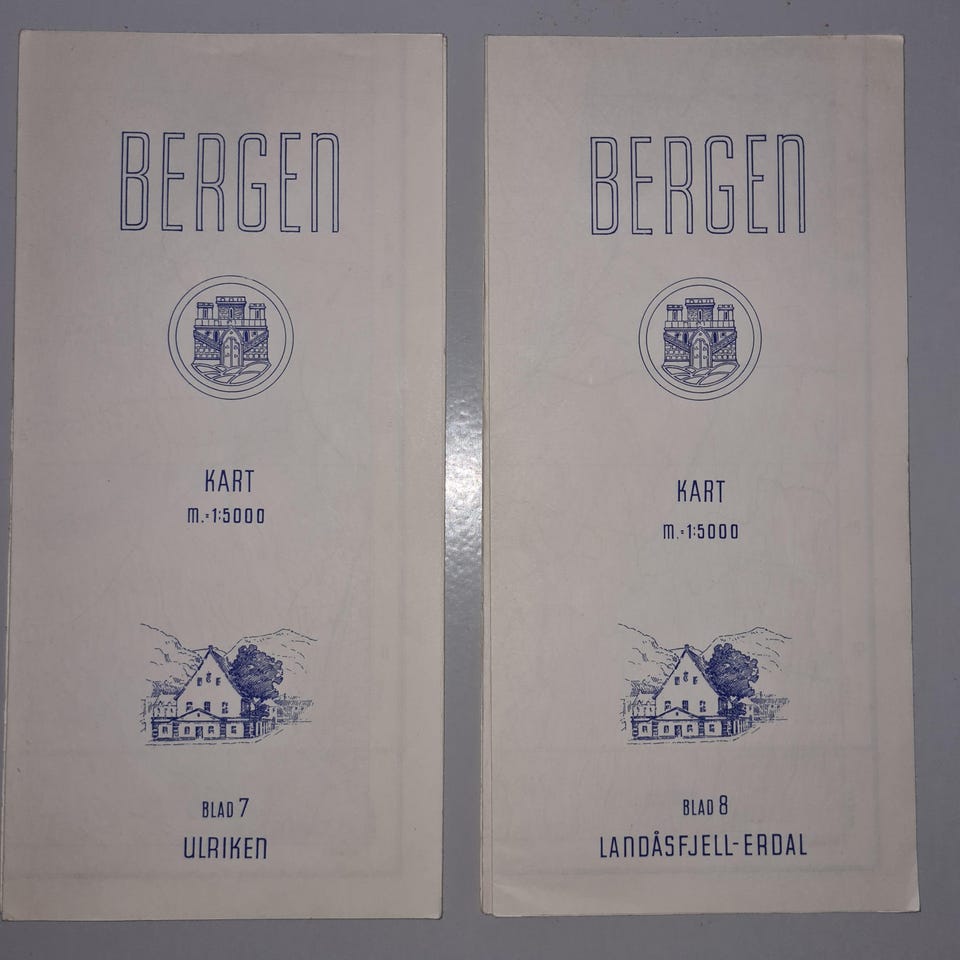 BERGEN
KART
M.=1:5000
BLAD 7
ULRIKEN
BERGEN
KART
M.=1:5000
BLAD 8
LANDÅSFJELL-ERDAL